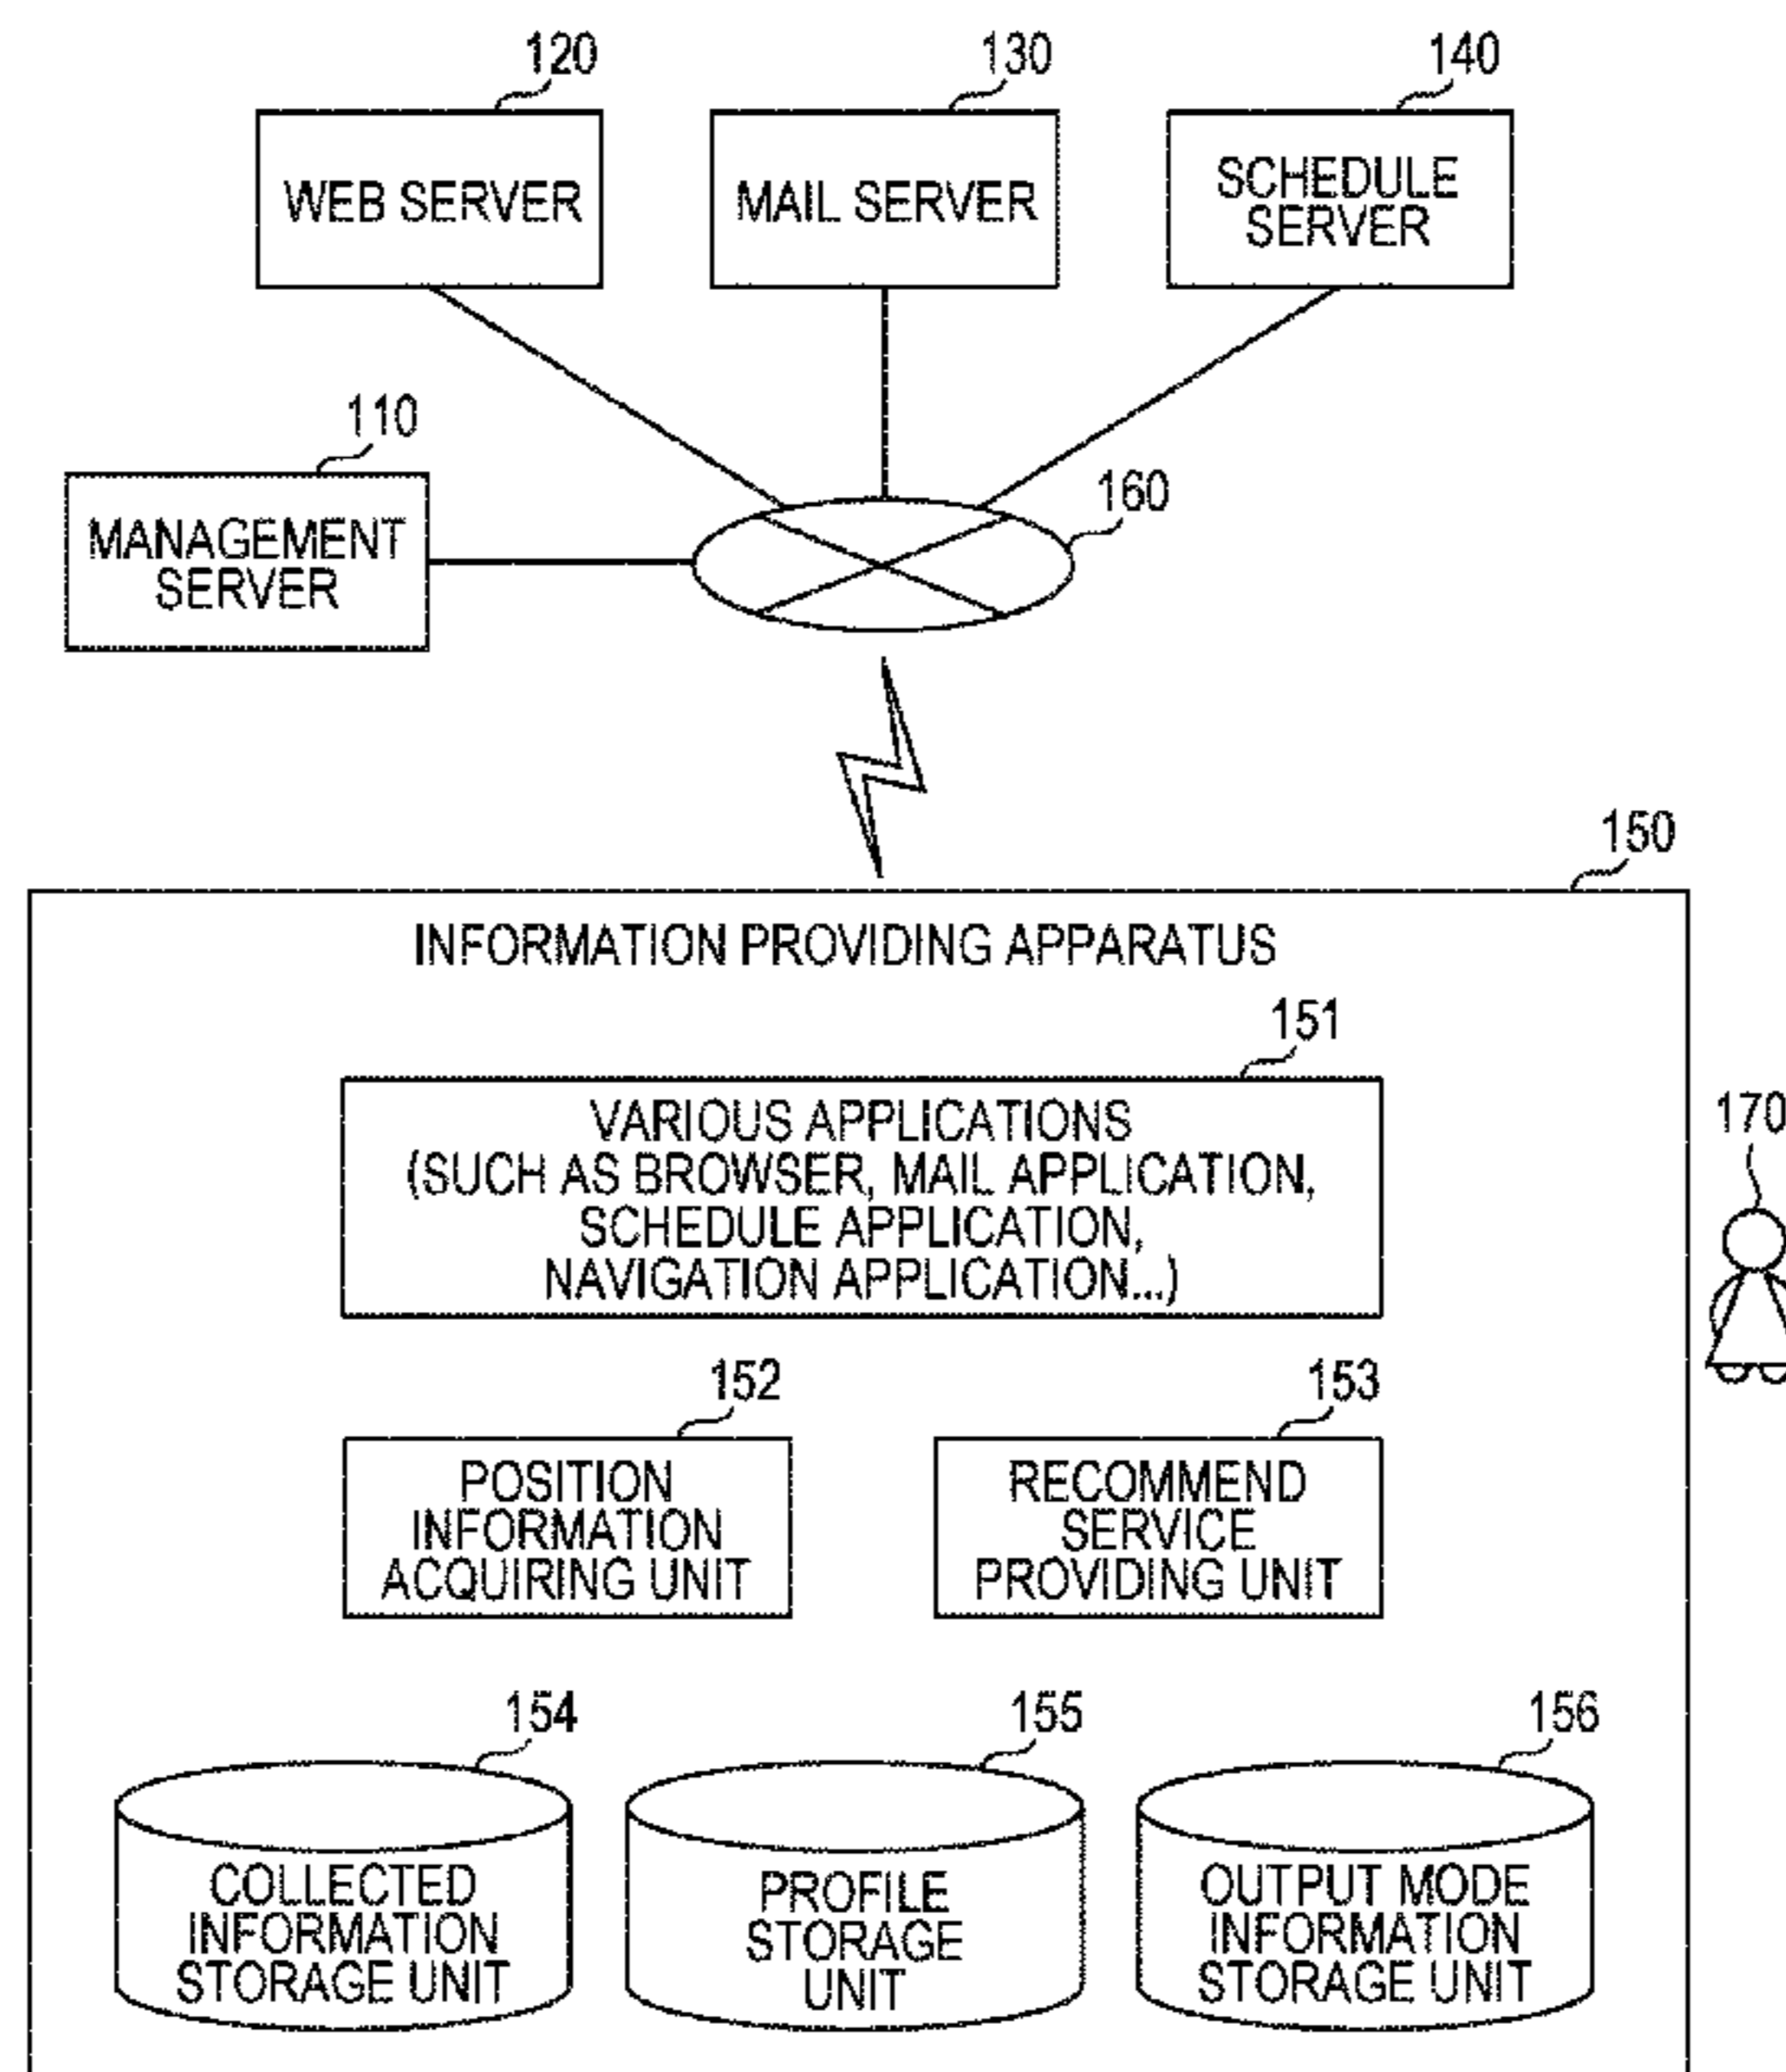 120
130
140
WEB SERVER
MAIL SERVER
SCHEDULE
SERVER
110
160
MANAGEMENT
SERVER
150
INFORMATION PROVIDING APPARATUS
151
VARIOUS APPLICATIONS
(SUCH AS BROWSER, MAIL APPLICATION,
SCHEDULE APPLICATION,
NAVIGATION APPLICATION...)
170
152
153
POSITION
INFORMATION
ACQUIRING UNIT
RECOMMEND
SERVICE
PROVIDING UNIT
154
155
156
COLLECTED
INFORMATION
STORAGE UNIT
PROFILE
STORAGE
UNIT
OUTPUT MODE
INFORMATION
STORAGE UNIT